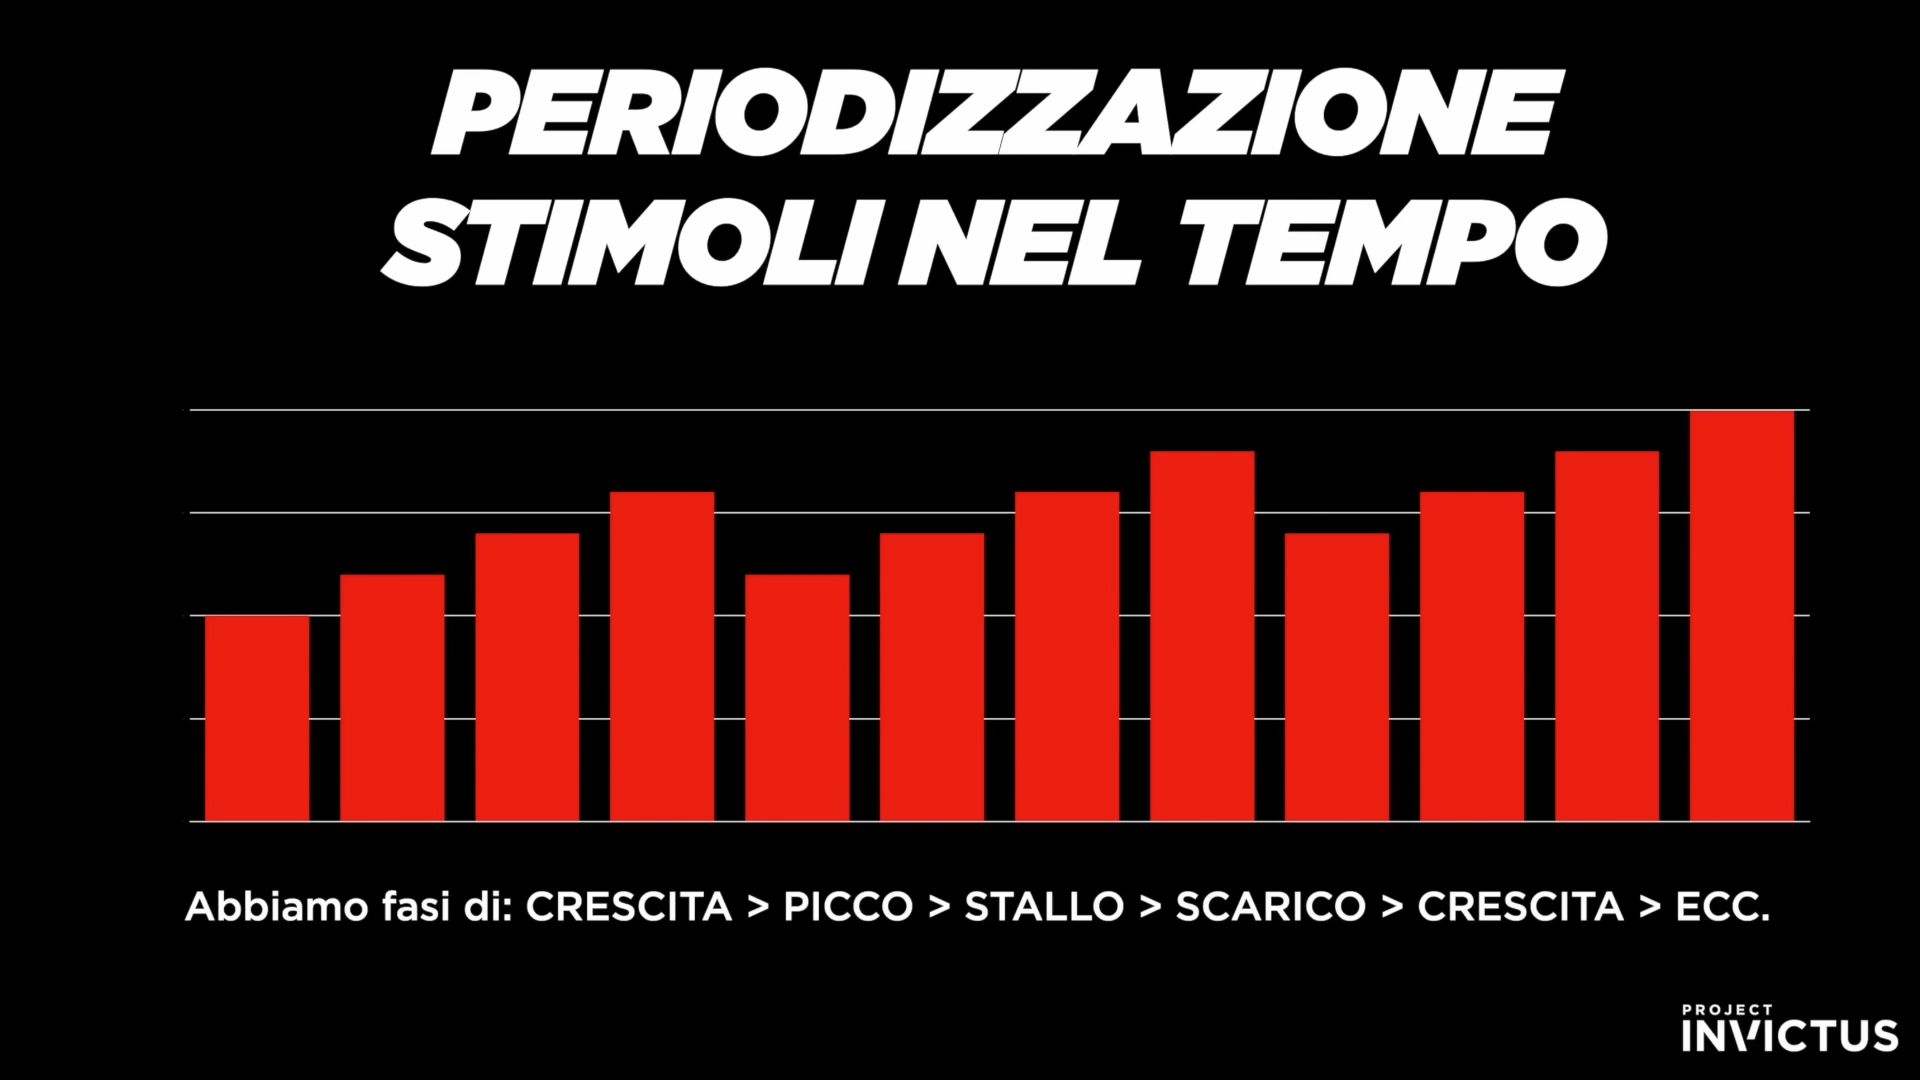 PERIODIZZAZIONE
STIMOLI NEL TEMPO
Abbiamo fasi di: CRESCITA > PICCO > STALLO > SCARICO > CRESCITA > ECC.
PROJECT
INVICTUS